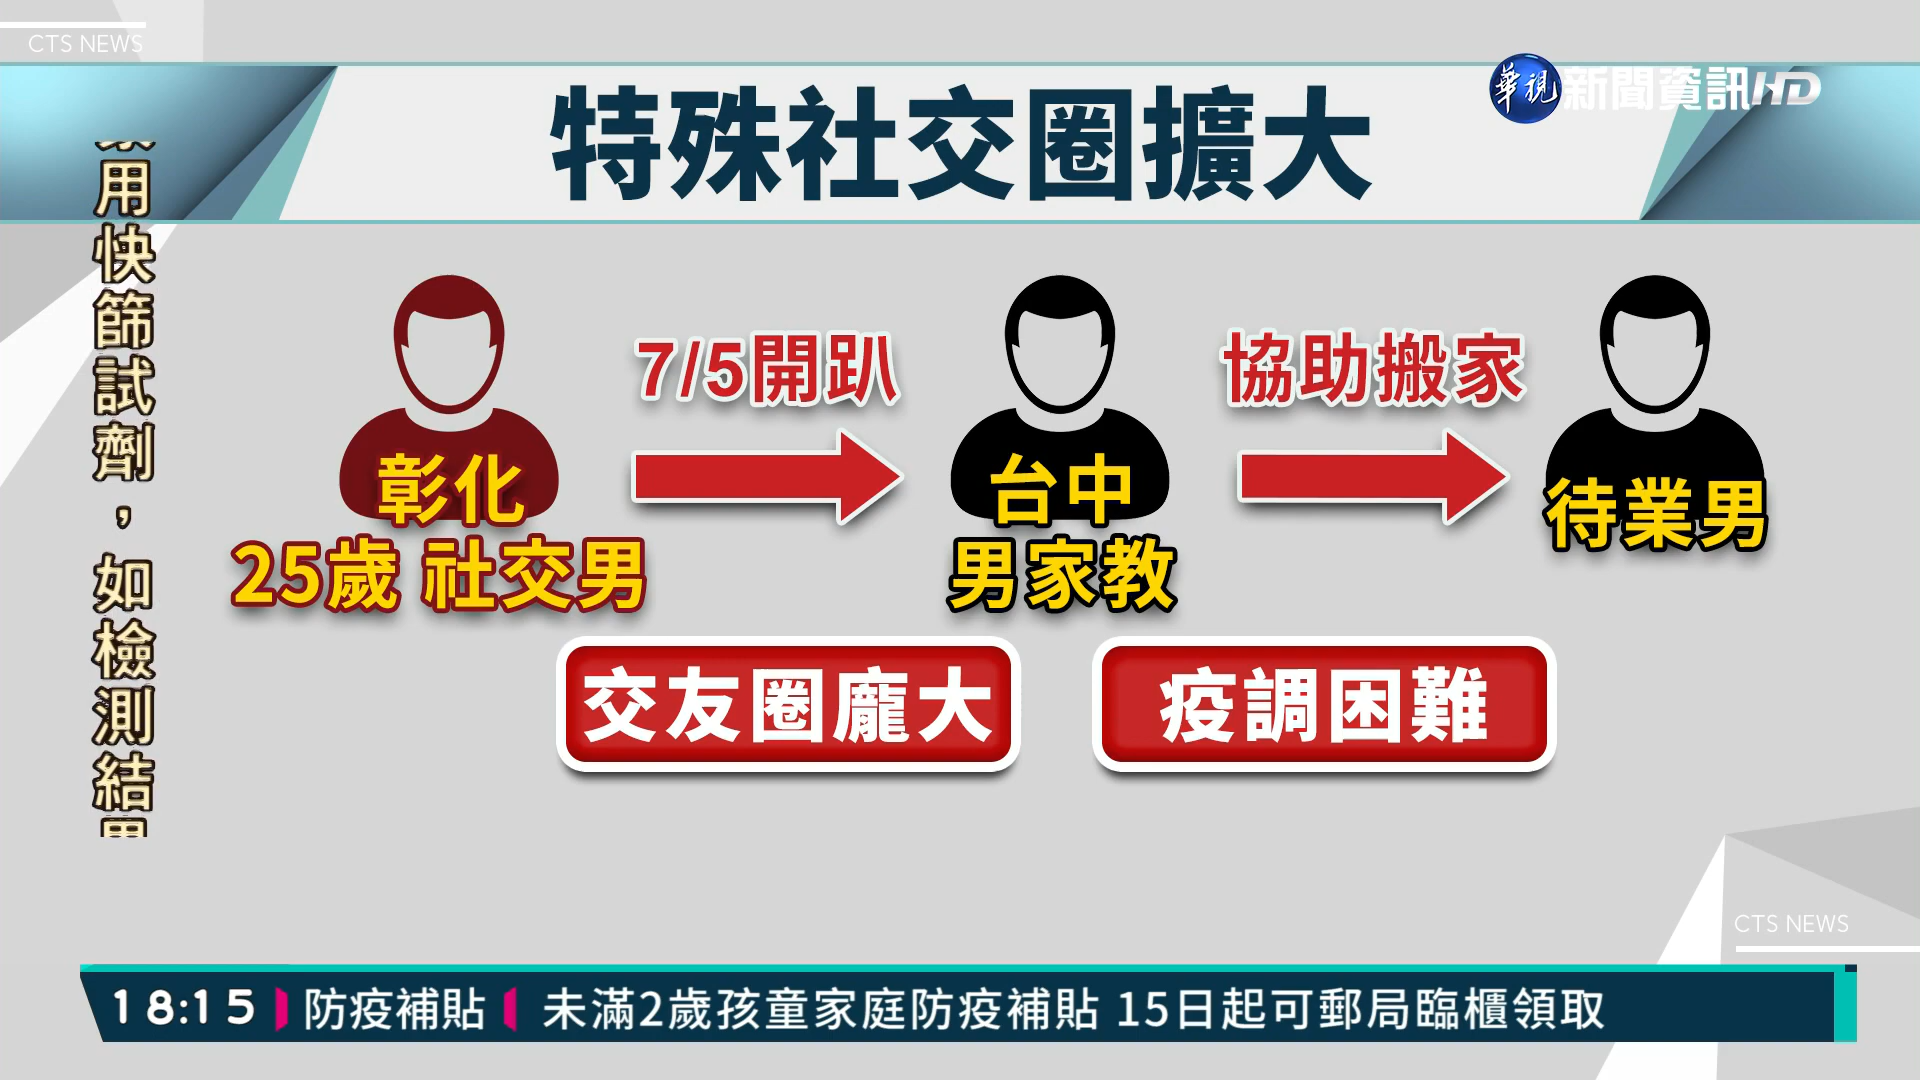 CTS NEWS
特殊社交圈擴大
華視新聞資訊HD
用快篩試劑，如檢測結
7/5開趴
協助搬家
彰化
25歲 社交男
台中
男家教
待業男
交友圈龐大
疫調困難
CTS NEWS
18:15 防疫補貼 未滿2歲孩童家庭防疫補貼 15日起可郵局臨櫃領取